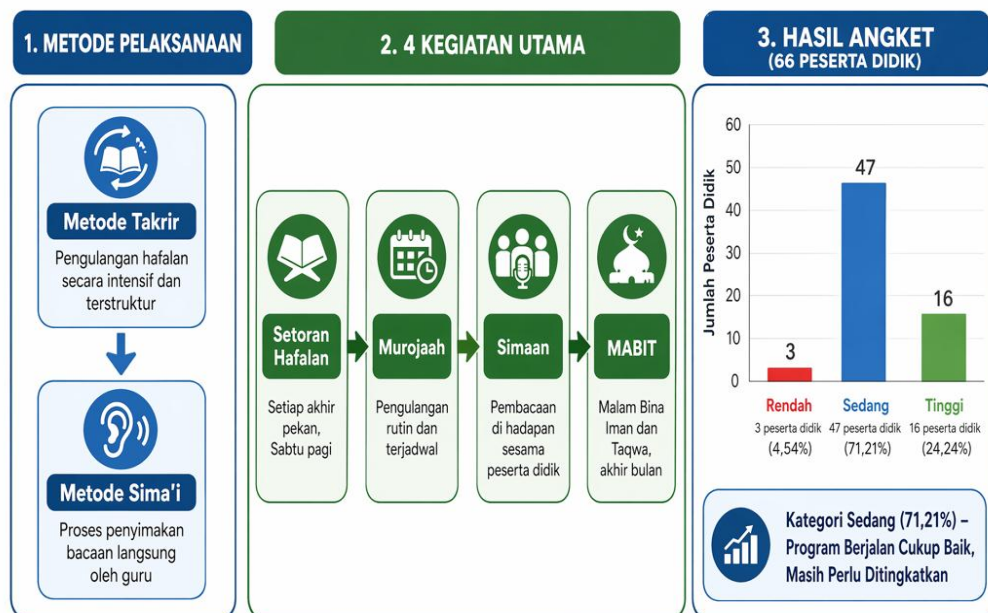 1. METODE PELAKSANAAN
Metode Takrir
Pengulangan hafalan
secara intensif dan
terstruktur
Metode Sima'i
Proses penyimakan
bacaan langsung
oleh guru
2. 4 KEGIATAN UTAMA
Setoran
Hafalan
Setiap akhir
pekan,
Sabtu pagi
Murojaah
Pengulangan
rutin dan
terjadwal
Simaan
Pembacaan
di hadapan
sesama
peserta didik
MABIT
Malam Bina
Iman dan
Taqwa,
akhir bulan
3. HASIL ANGKET
(66 PESERTA DIDIK)
Jumlah Peserta Didik
60
50
40
30
20
10
0
3
47
16
Rendah
3 peserta didik
(4,54%)
Sedang
47 peserta didik
(71,21%)
Tinggi
16 peserta didik
(24,24%)
Kategori Sedang (71,21%) –
Program Berjalan Cukup Baik,
Masih Perlu Ditingkatkan